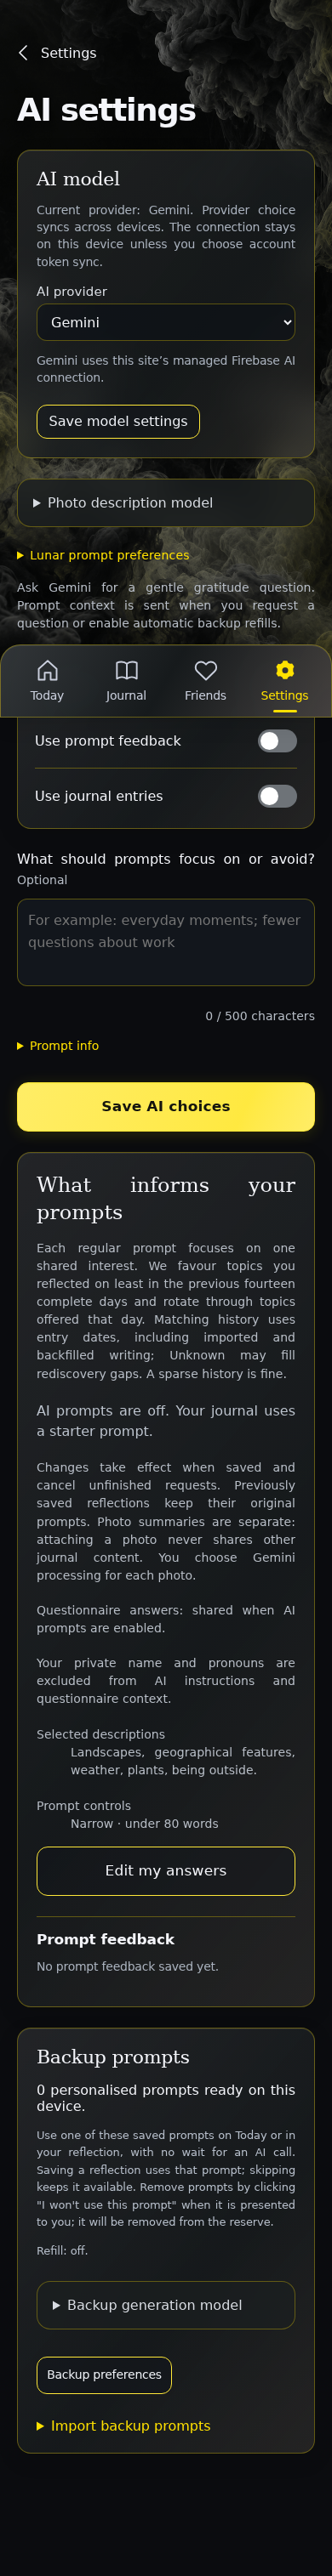 Settings
AI settings
AI model
Current provider: Gemini. Provider choice
syncs across devices. The connection stays
on this device unless you choose account
token sync.
AI provider
Gemini
Gemini uses this site’s managed Firebase AI
connection.
Save model settings
Photo description model
Lunar prompt preferences
Ask Gemini for a gentle gratitude question.
Prompt context is sent when you request a
question or enable automatic backup refills.
Today Journal Friends Settings
Use prompt feedback
Use journal entries
What should prompts focus on or avoid?
Optional
For example: everyday moments; fewer
questions about work
0 / 500 characters
Prompt info
Save AI choices
What informs your
prompts
Each regular prompt focuses on one
shared interest. We favour topics you
reflected on least in the previous fourteen
complete days and rotate through topics
offered that day. Matching history uses
entry dates, including imported and
backfilled writing; Unknown may fill
rediscovery gaps. A sparse history is fine.
AI prompts are off. Your journal uses
a starter prompt.
Changes take effect when saved and
cancel unfinished requests. Previously
saved reflections keep their original
prompts. Photo summaries are separate:
attaching a photo never shares other
journal content. You choose Gemini
processing for each photo.
Questionnaire answers: shared when AI
prompts are enabled.
Your private name and pronouns are
excluded from AI instructions and
questionnaire context.
Selected descriptions
Landscapes, geographical features,
weather, plants, being outside.
Prompt controls
Narrow · under 80 words
Edit my answers
Prompt feedback
No prompt feedback saved yet.
Backup prompts
0 personalised prompts ready on this
device.
Use one of these saved prompts on Today or in
your reflection, with no wait for an AI call.
Saving a reflection uses that prompt; skipping
keeps it available. Remove prompts by clicking
"I won't use this prompt" when it is presented
to you; it will be removed from the reserve.
Refill: off.
Backup generation model
Backup preferences
Import backup prompts